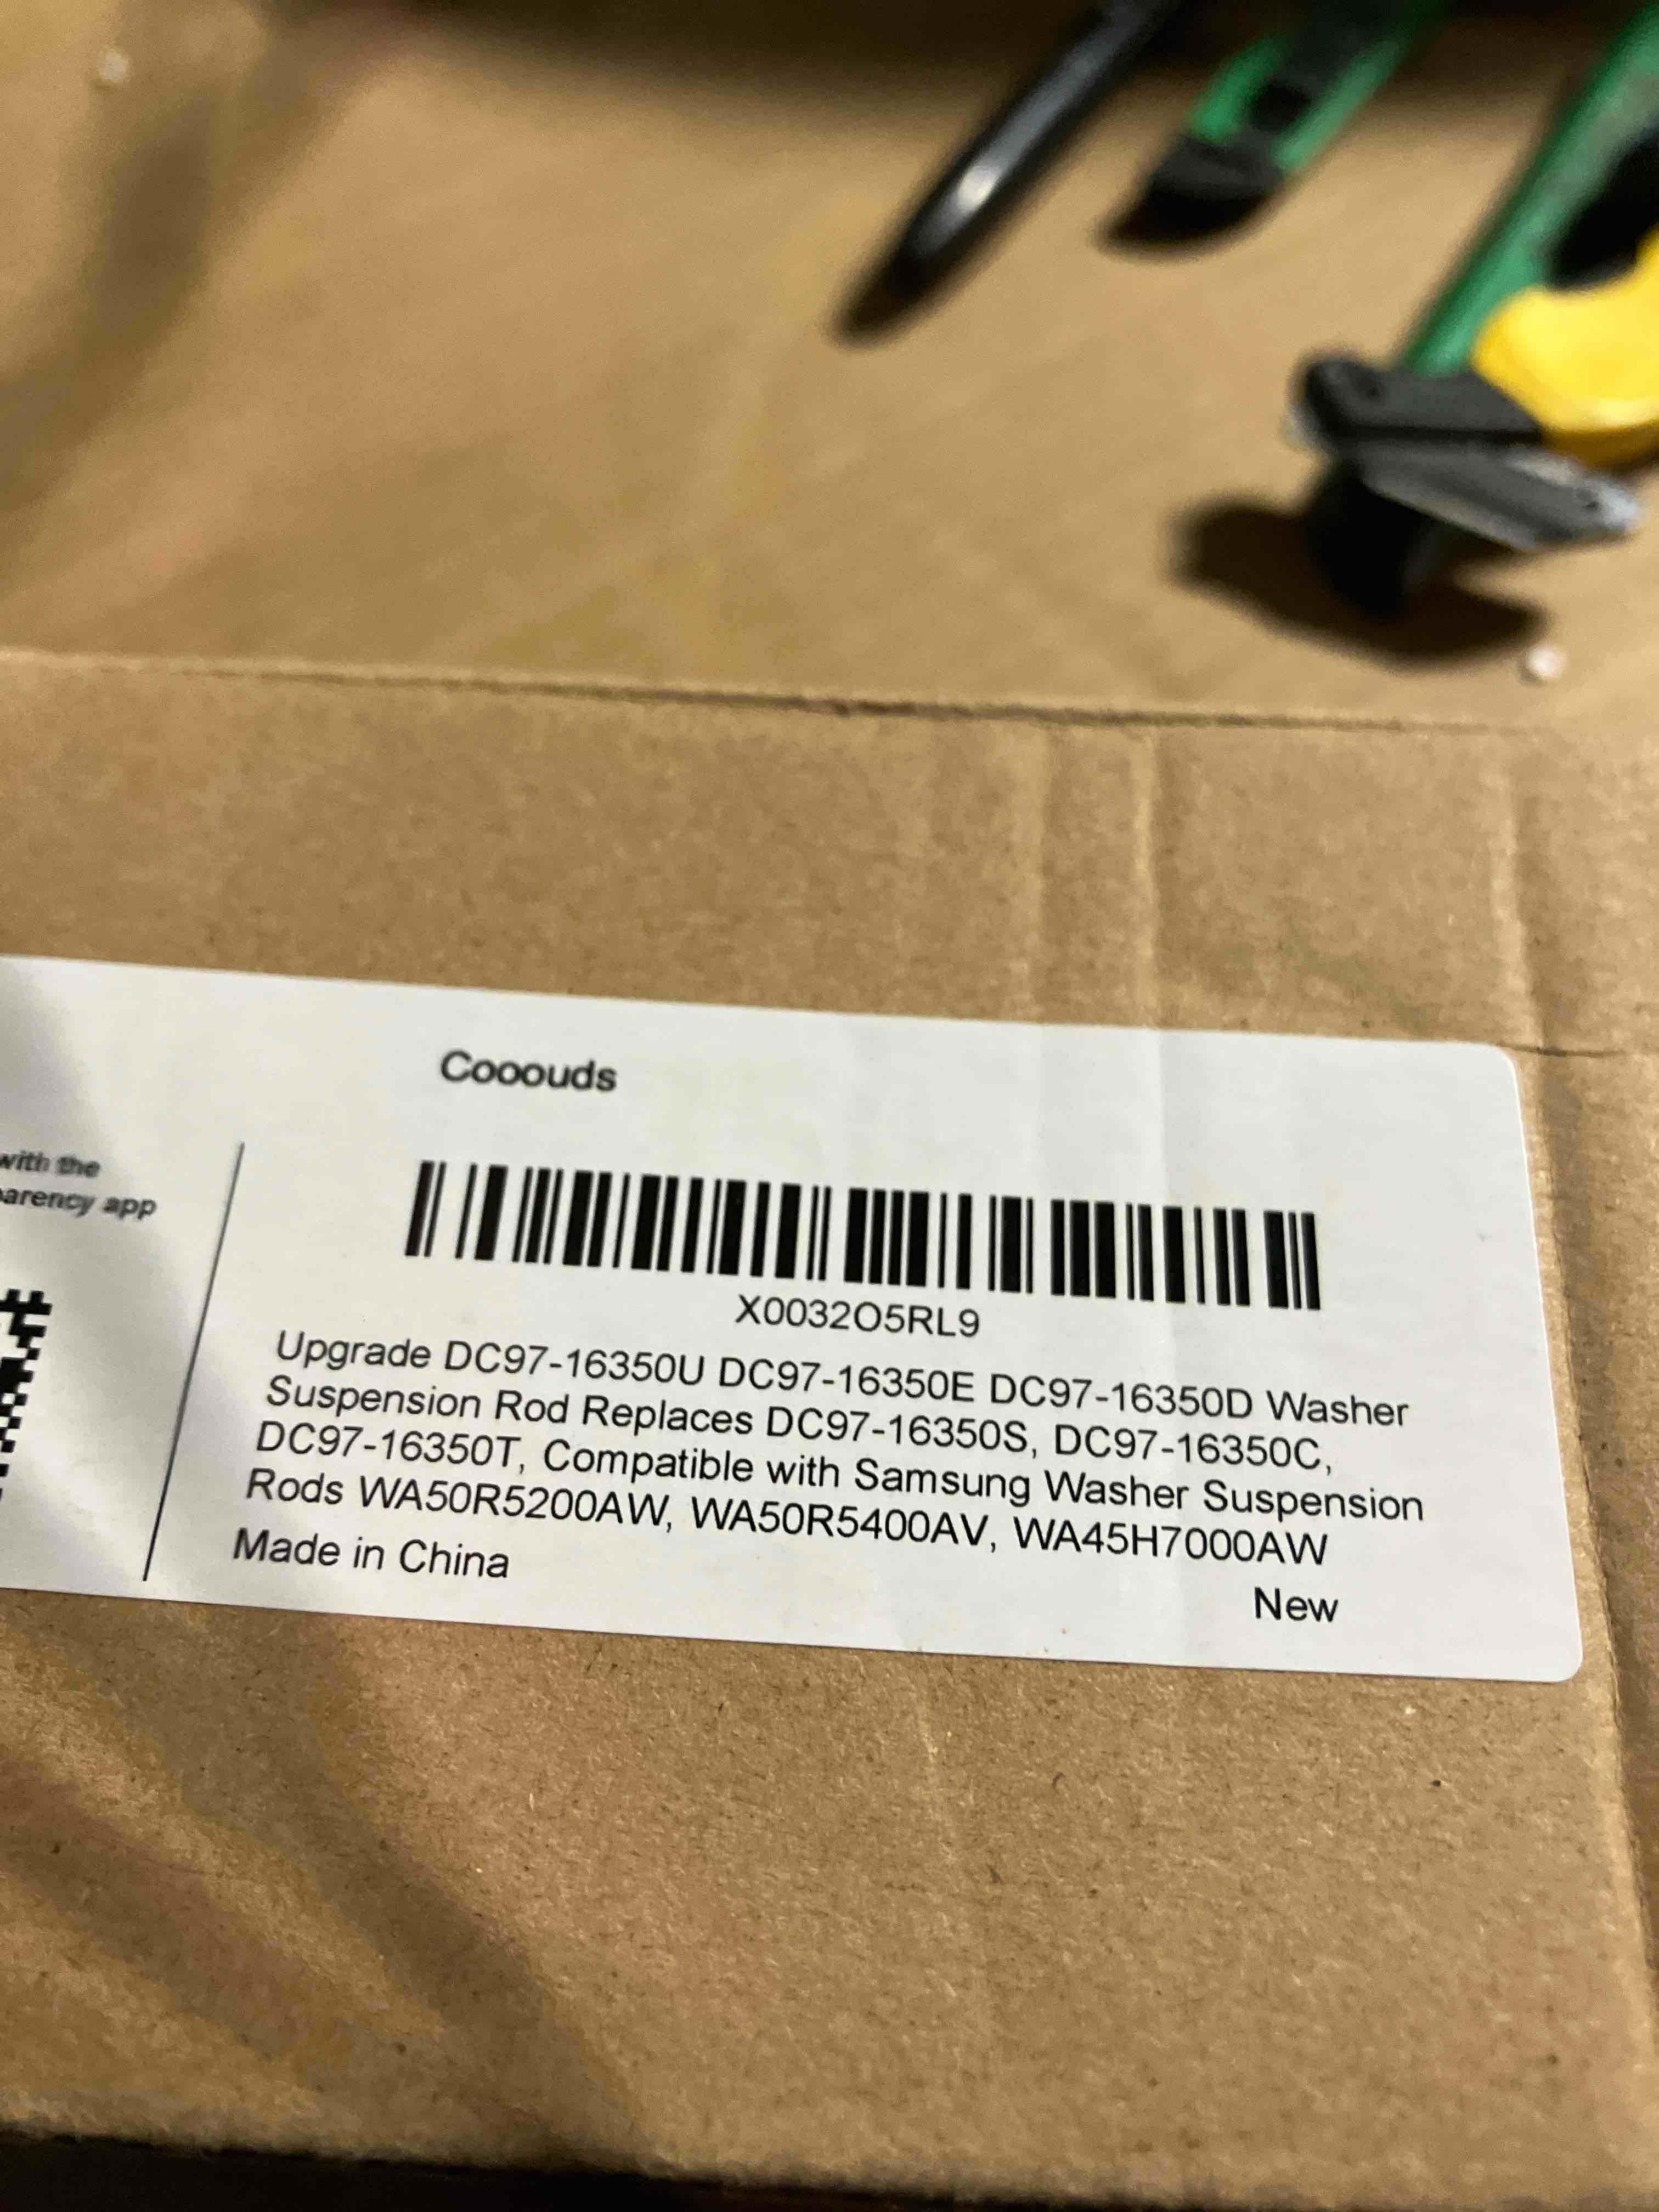 Cooouds
with the
parency app
X0032O5RL9
Upgrade DC97-16350U DC97-16350E DC97-16350D Washer
Suspension Rod Replaces DC97-16350S, DC97-16350C,
DC97-16350T, Compatible with Samsung Washer Suspension
Rods WA50R5200AW, WA50R5400AV, WA45H7000AW
Made in China
New